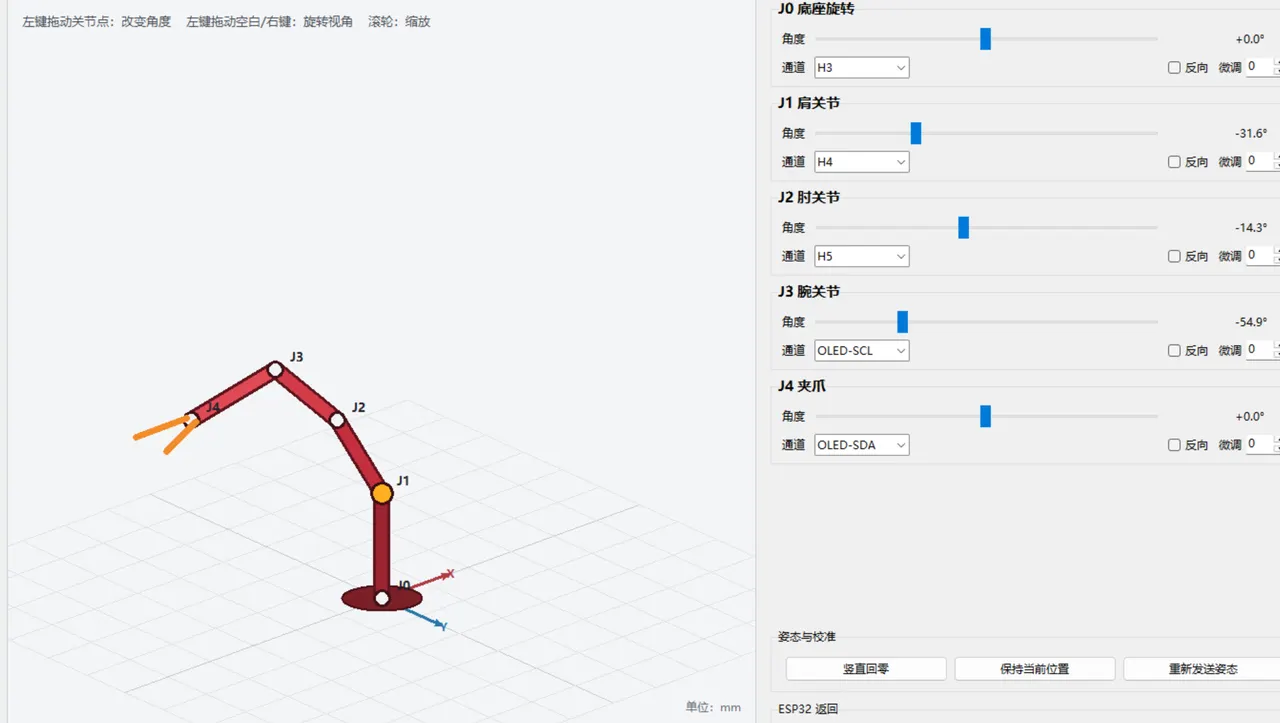 左键拖动关节点：改变角度 左键拖动空白/右键：旋转视角 滚轮：缩放
J3
J4
J2
J1
J0
X
Y
单位：mm
J0 底座旋转
角度 +0.0°
通道 H3 反向 微调 0
J1 肩关节
角度 -31.6°
通道 H4 反向 微调 0
J2 肘关节
角度 -14.3°
通道 H5 反向 微调 0
J3 腕关节
角度 -54.9°
通道 OLED-SCL 反向 微调 0
J4 夹爪
角度 +0.0°
通道 OLED-SDA 反向 微调 0
姿态与校准
竖直回零 保持当前位置 重新发送姿态
ESP32 返回